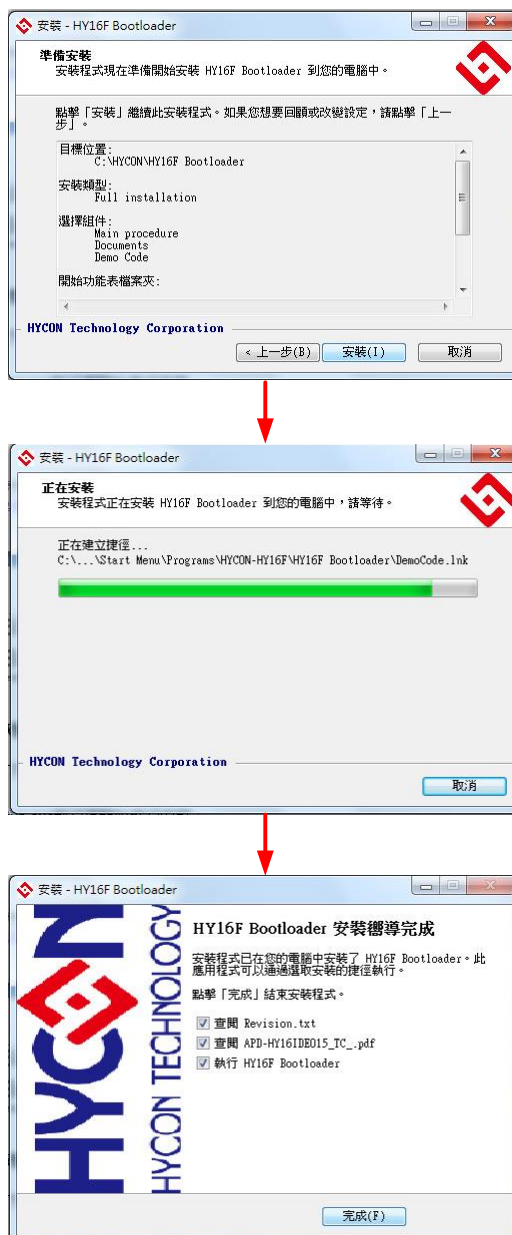 安裝 - HY16F Bootloader
準備安裝
安裝程式現在準備開始安裝 HY16F Bootloader 到您的電腦中。
點擊「安裝」繼續此安裝程式。如果您想要回顧或改變設定，請點擊「上一
步」。
目標位置:
C:\HYCON\HY16F Bootloader
安裝類型:
Full installation
選擇組件:
Main procedure
Documents
Demo Code
開始功能表檔案夾:
HYCON Technology Corporation
< 上一步(B)
安裝(I)
取消
安裝 - HY16F Bootloader
正在安裝
安裝程式正在安裝 HY16F Bootloader 到您的電腦中，請等待。
正在建立捷徑...
C:\...\Start Menu\Programs\HYCON-HY16F\HY16F Bootloader\DemoCode.lnk
HYCON Technology Corporation
取消
安裝 - HY16F Bootloader
HYCON
HYCON TECHNOLOGY
HY16F Bootloader 安裝嚮導完成
安裝程式已在您的電腦中安裝了 HY16F Bootloader。此
應用程式可以通過選取安裝的捷徑執行。
點擊「完成」結束安裝程式。
查閱 Revision.txt
查閱 APD-HY16IDE015_TC_.pdf
執行 HY16F Bootloader
完成(F)